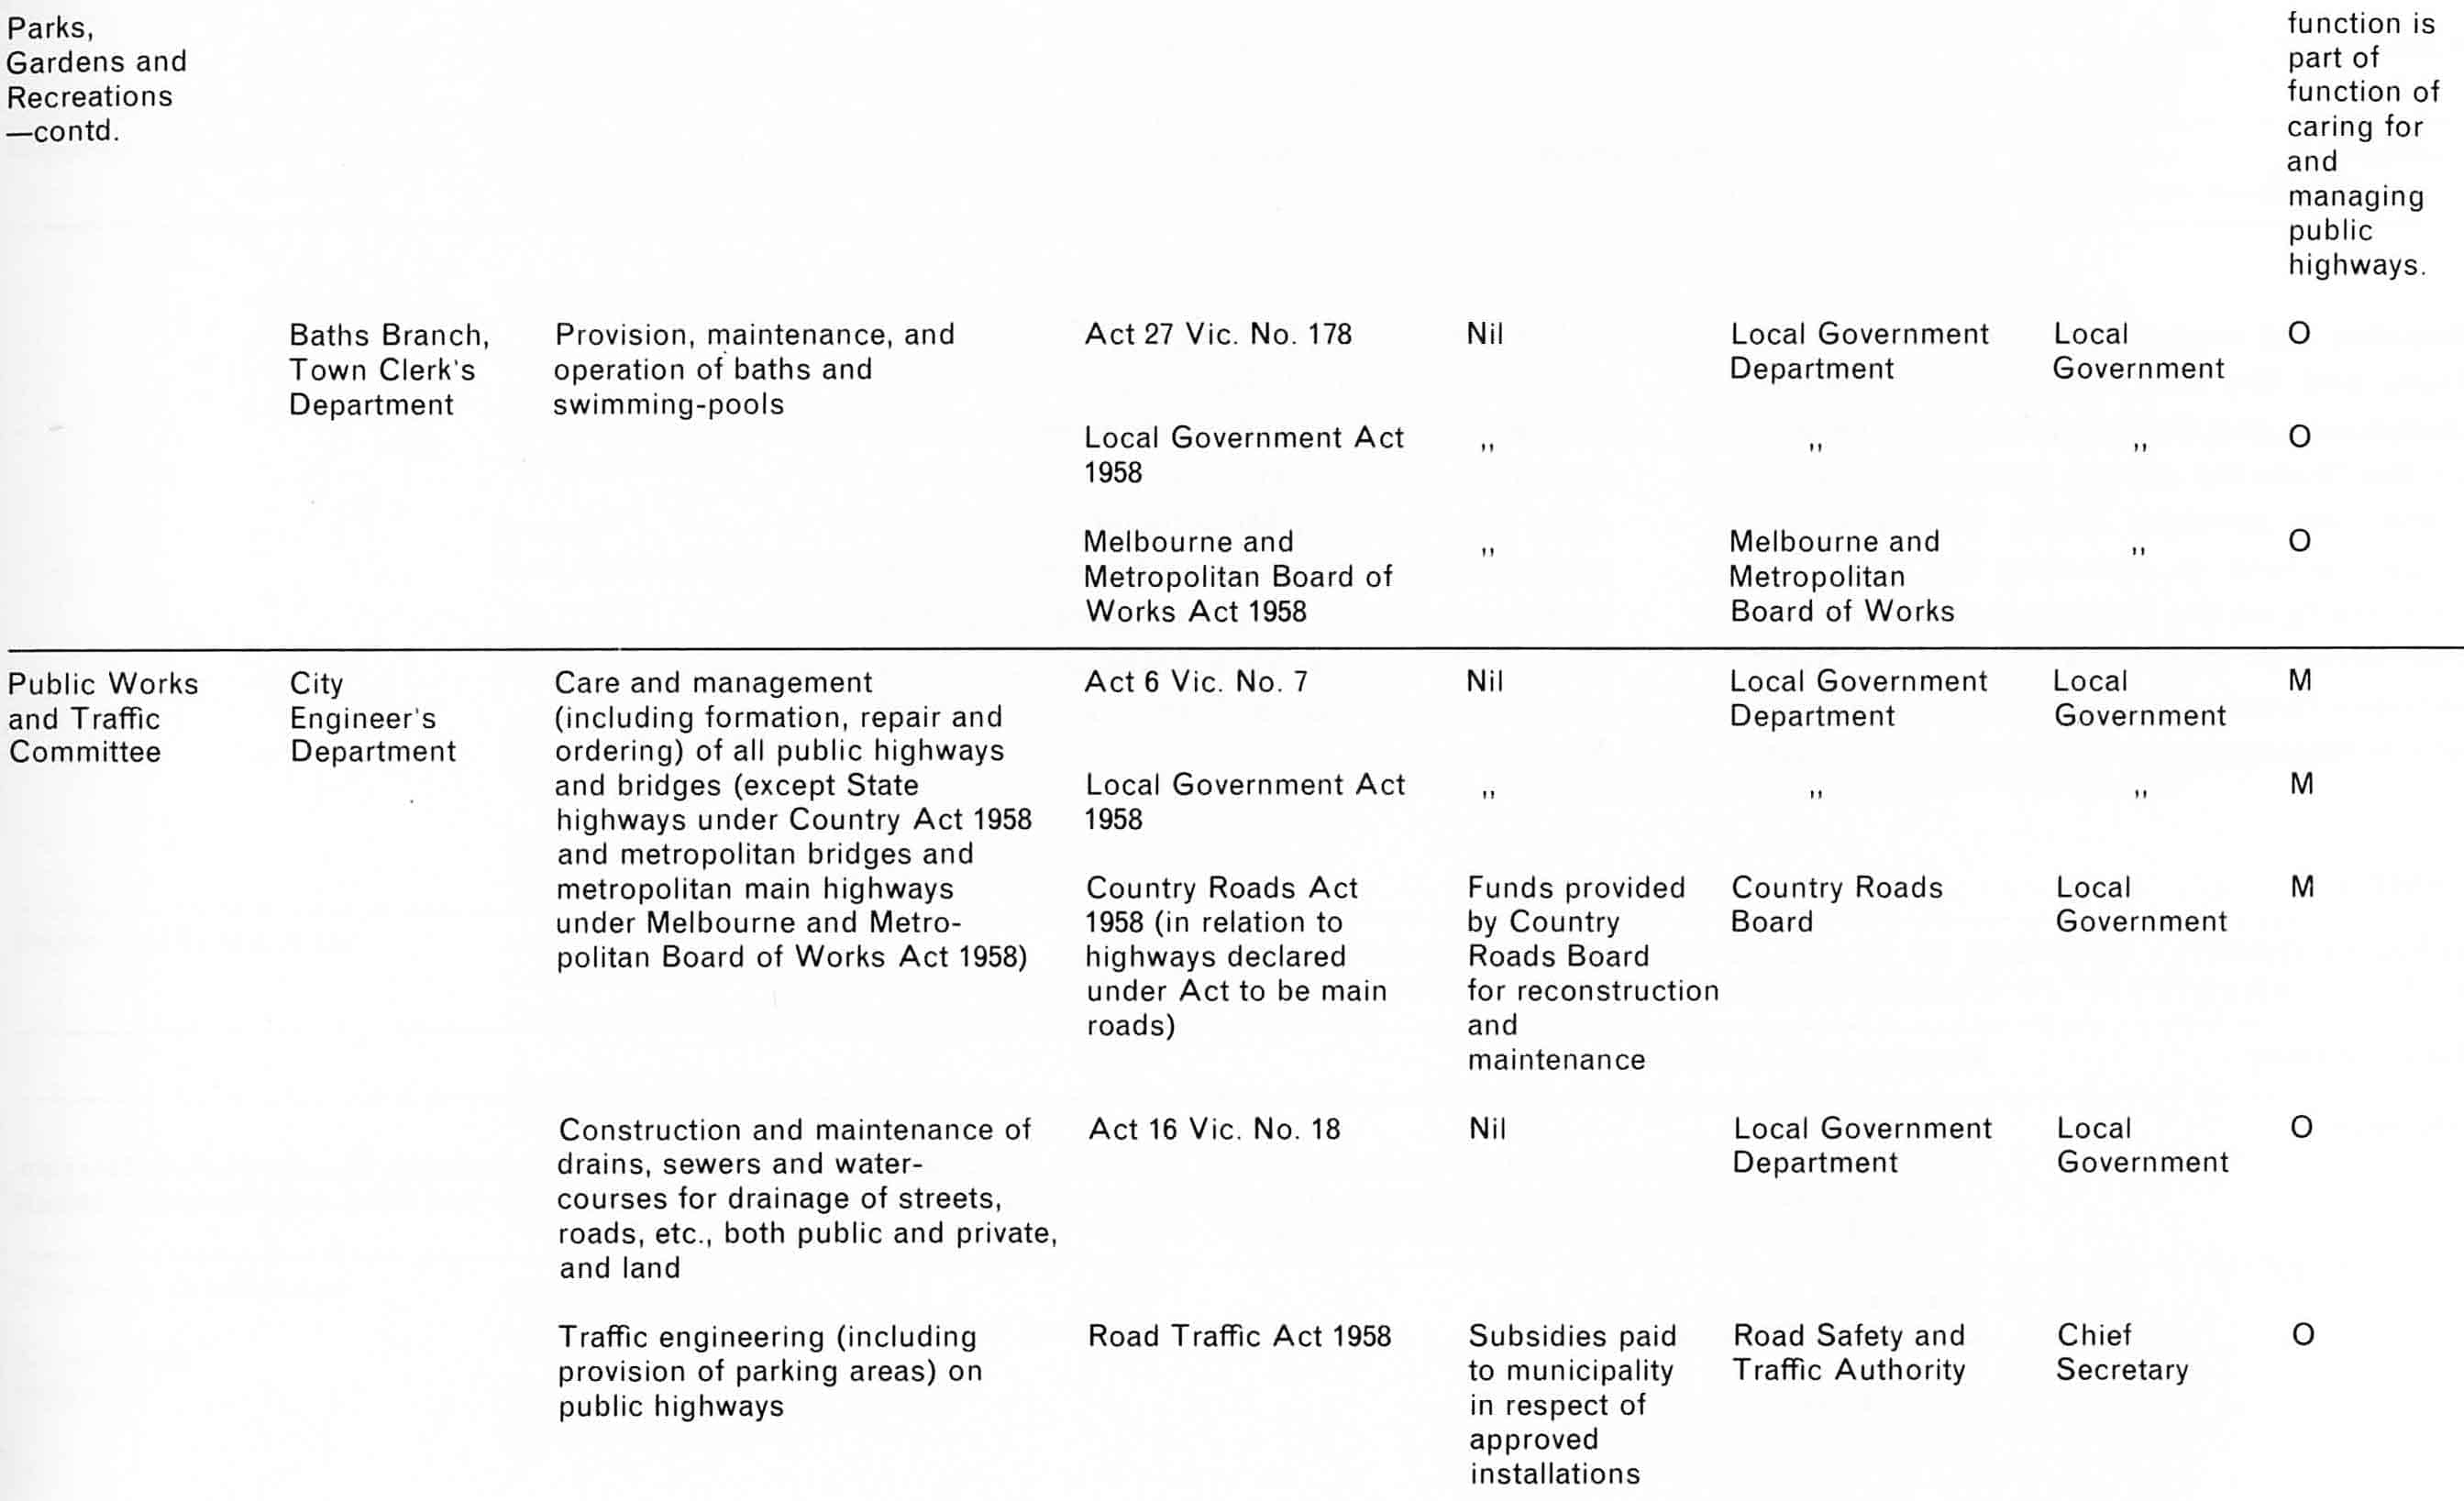 Parks,
Gardens and
Recreations
—contd.
function is
part of
function of
caring for
and
managing
public
highways.
Baths Branch,
Town Clerk's
Department
Provision, maintenance, and
operation of baths and
swimming-pools
Act 27 Vic. No. 178
Nil
Local Government
Department
Local
Government
O
Local Government Act
1958
,,
,,
,,
O
Melbourne and
Metropolitan Board of
Works Act 1958
,,
Melbourne and
Metropolitan
Board of Works
,,
O
Public Works
and Traffic
Committee
City
Engineer's
Department
Care and management
(including formation, repair and
ordering) of all public highways
and bridges (except State
highways under Country Act 1958
and metropolitan bridges and
metropolitan main highways
under Melbourne and Metro-
politan Board of Works Act 1958)
Act 6 Vic. No. 7
Nil
Local Government
Department
Local
Government
M
Local Government Act
1958
,,
,,
,,
M
Country Roads Act
1958 (in relation to
highways declared
under Act to be main
roads)
Funds provided
by Country
Roads Board
for reconstruction
and
maintenance
Country Roads
Board
Local
Government
M
Construction and maintenance of
drains, sewers and water-
courses for drainage of streets,
roads, etc., both public and private,
and land
Act 16 Vic. No. 18
Nil
Local Government
Department
Local
Government
O
Traffic engineering (including
provision of parking areas) on
public highways
Road Traffic Act 1958
Subsidies paid
to municipality
in respect of
approved
installations
Road Safety and
Traffic Authority
Chief
Secretary
O